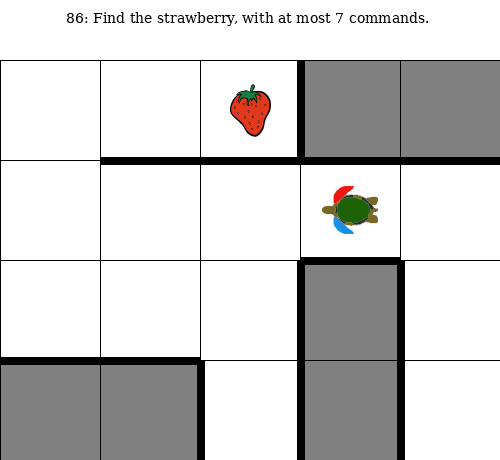 86: Find the strawberry, with at most 7 commands.